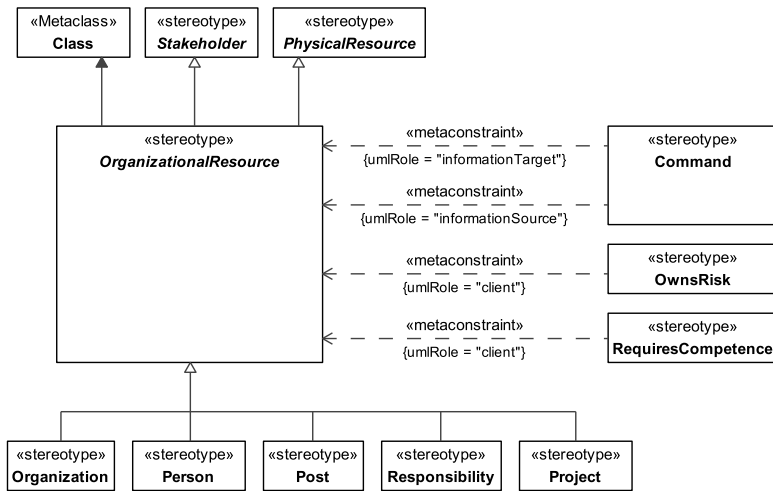 «Metaclass»
Class
«stereotype»
Stakeholder
«stereotype»
PhysicalResource
«stereotype»
OrganizationalResource
«metaconstraint»
{umlRole = "informationTarget"}
«metaconstraint»
{umlRole = "informationSource"}
«stereotype»
Command
«metaconstraint»
{umlRole = "client"}
«stereotype»
OwnsRisk
«metaconstraint»
{umlRole = "client"}
«stereotype»
RequiresCompetence
«stereotype»
Organization
«stereotype»
Person
«stereotype»
Post
«stereotype»
Responsibility
«stereotype»
Project